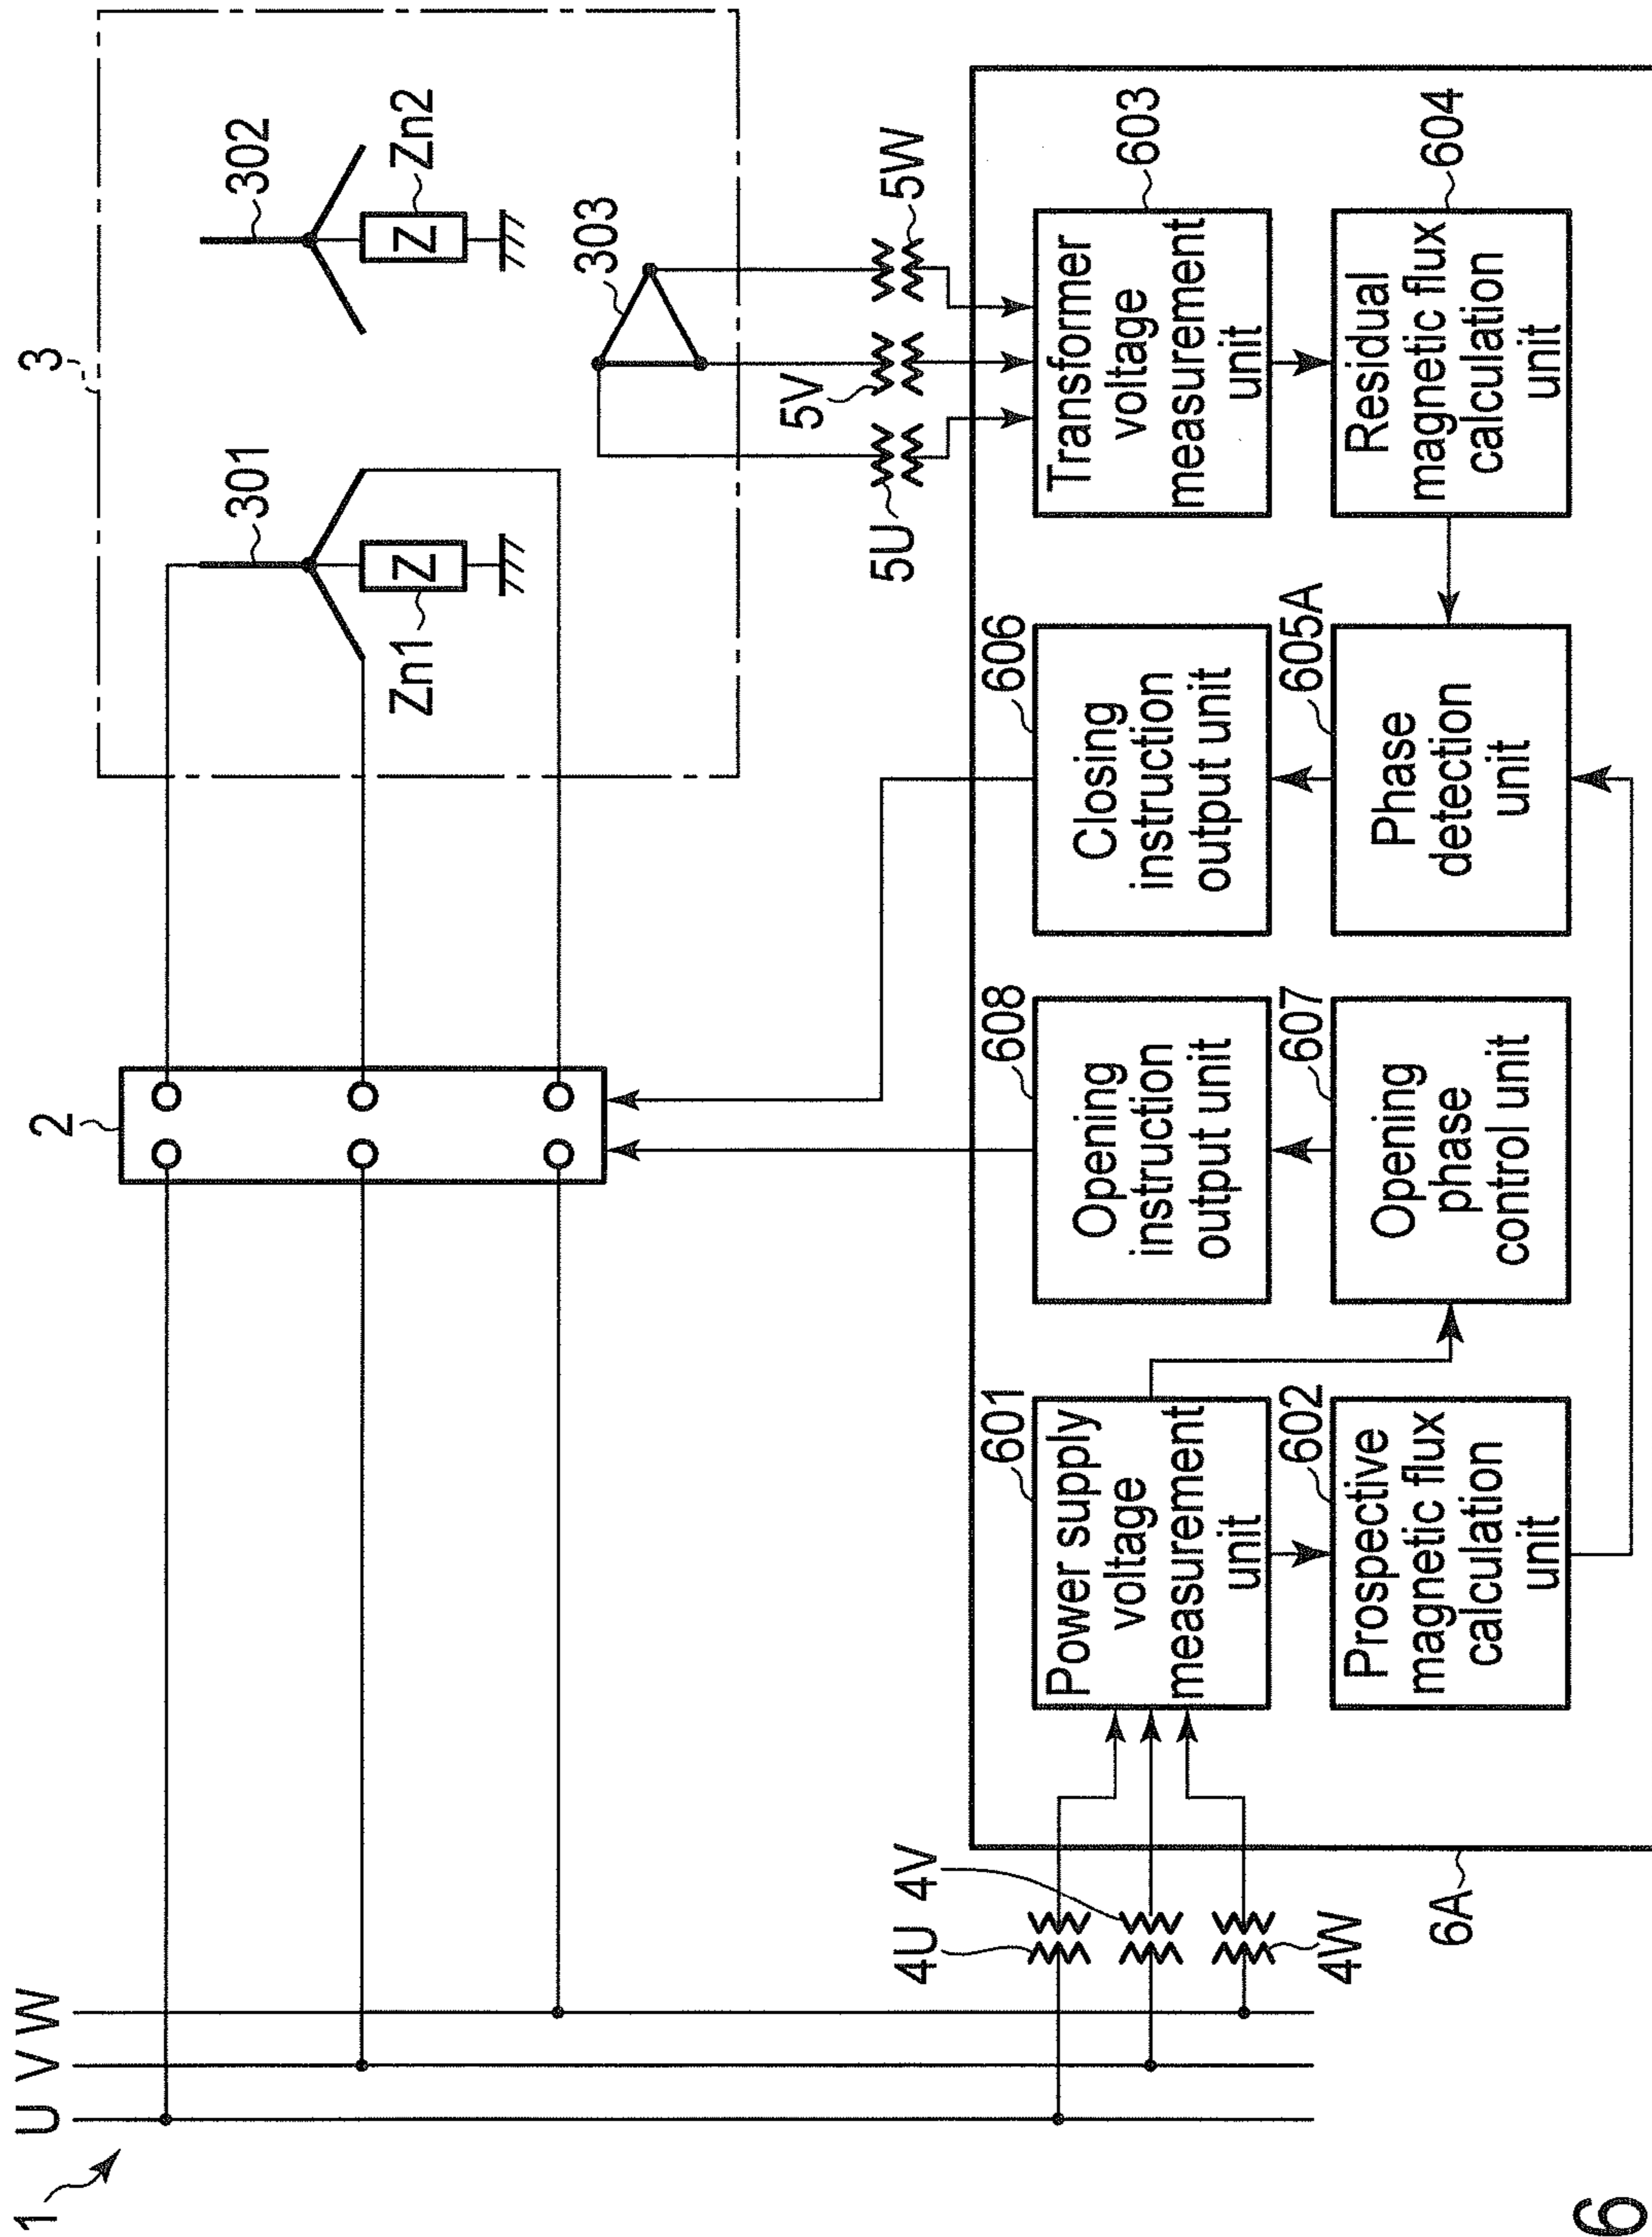 1
U
V
W
2
3
301
302
Z
Zn1
Z
Zn2
303
5U
5V
5W
4U
4V
4W
6A
601
Power supply
voltage
measurement
unit
602
Prospective
magnetic flux
calculation
unit
608
Opening
instruction
output unit
607
Opening
phase
control unit
606
Closing
instruction
output unit
605A
Phase
detection
unit
603
Transformer
voltage
measurement
unit
604
Residual
magnetic flux
calculation
unit
6